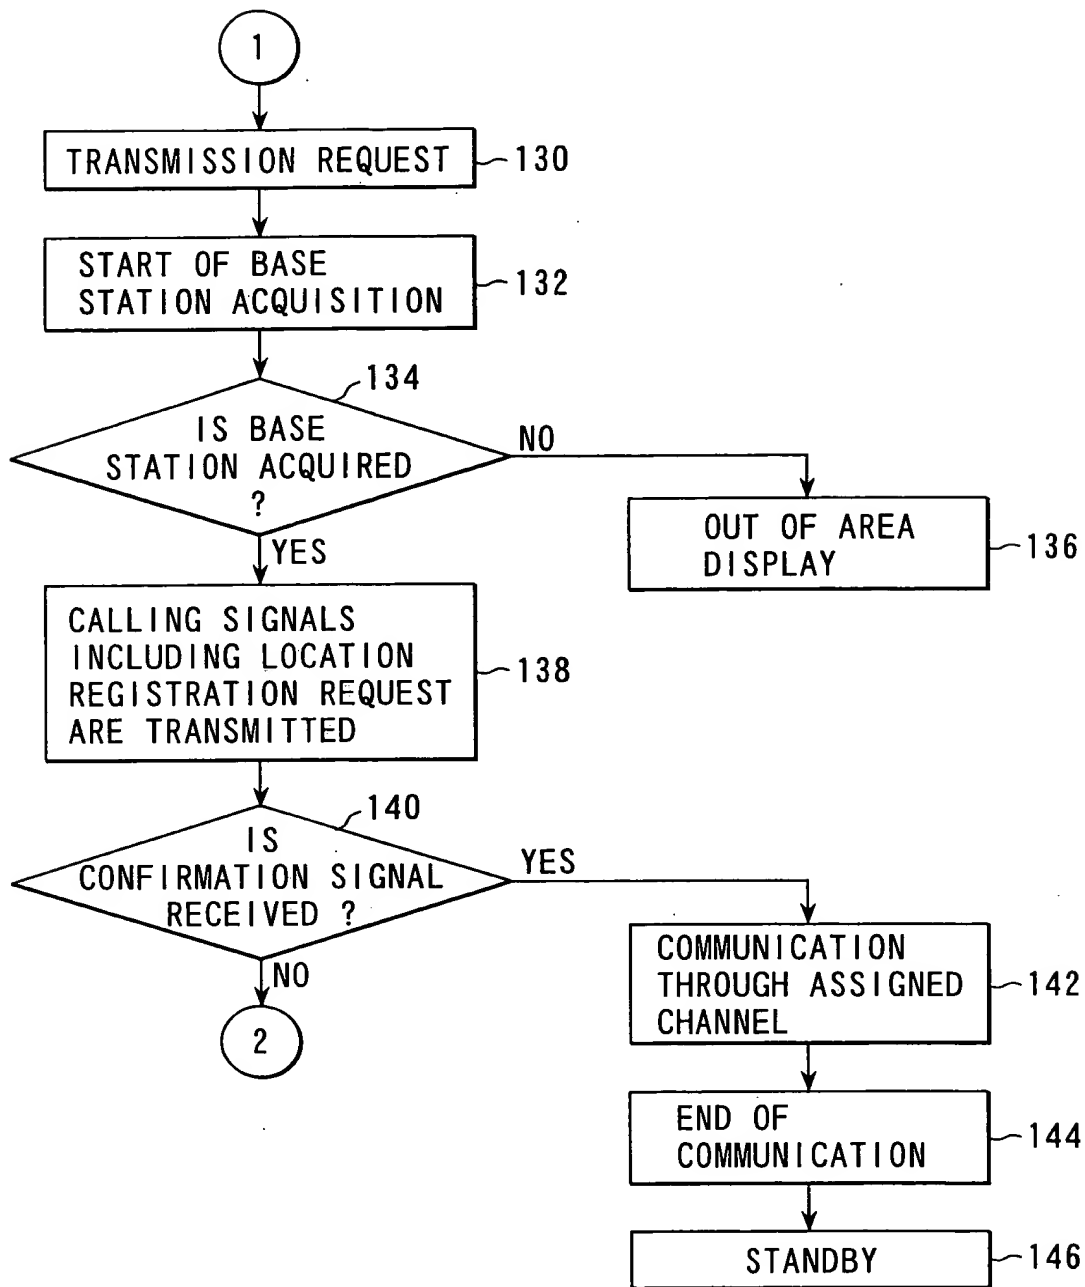 1
TRANSMISSION REQUEST
130
START OF BASE
STATION ACQUISITION
132
134
IS BASE
STATION ACQUIRED
?
NO
YES
OUT OF AREA
DISPLAY
136
CALLING SIGNALS
INCLUDING LOCATION
REGISTRATION REQUEST
ARE TRANSMITTED
138
140
IS
CONFIRMATION SIGNAL
RECEIVED ?
YES
NO
2
COMMUNICATION
THROUGH ASSIGNED
CHANNEL
142
END OF
COMMUNICATION
144
STANDBY
146